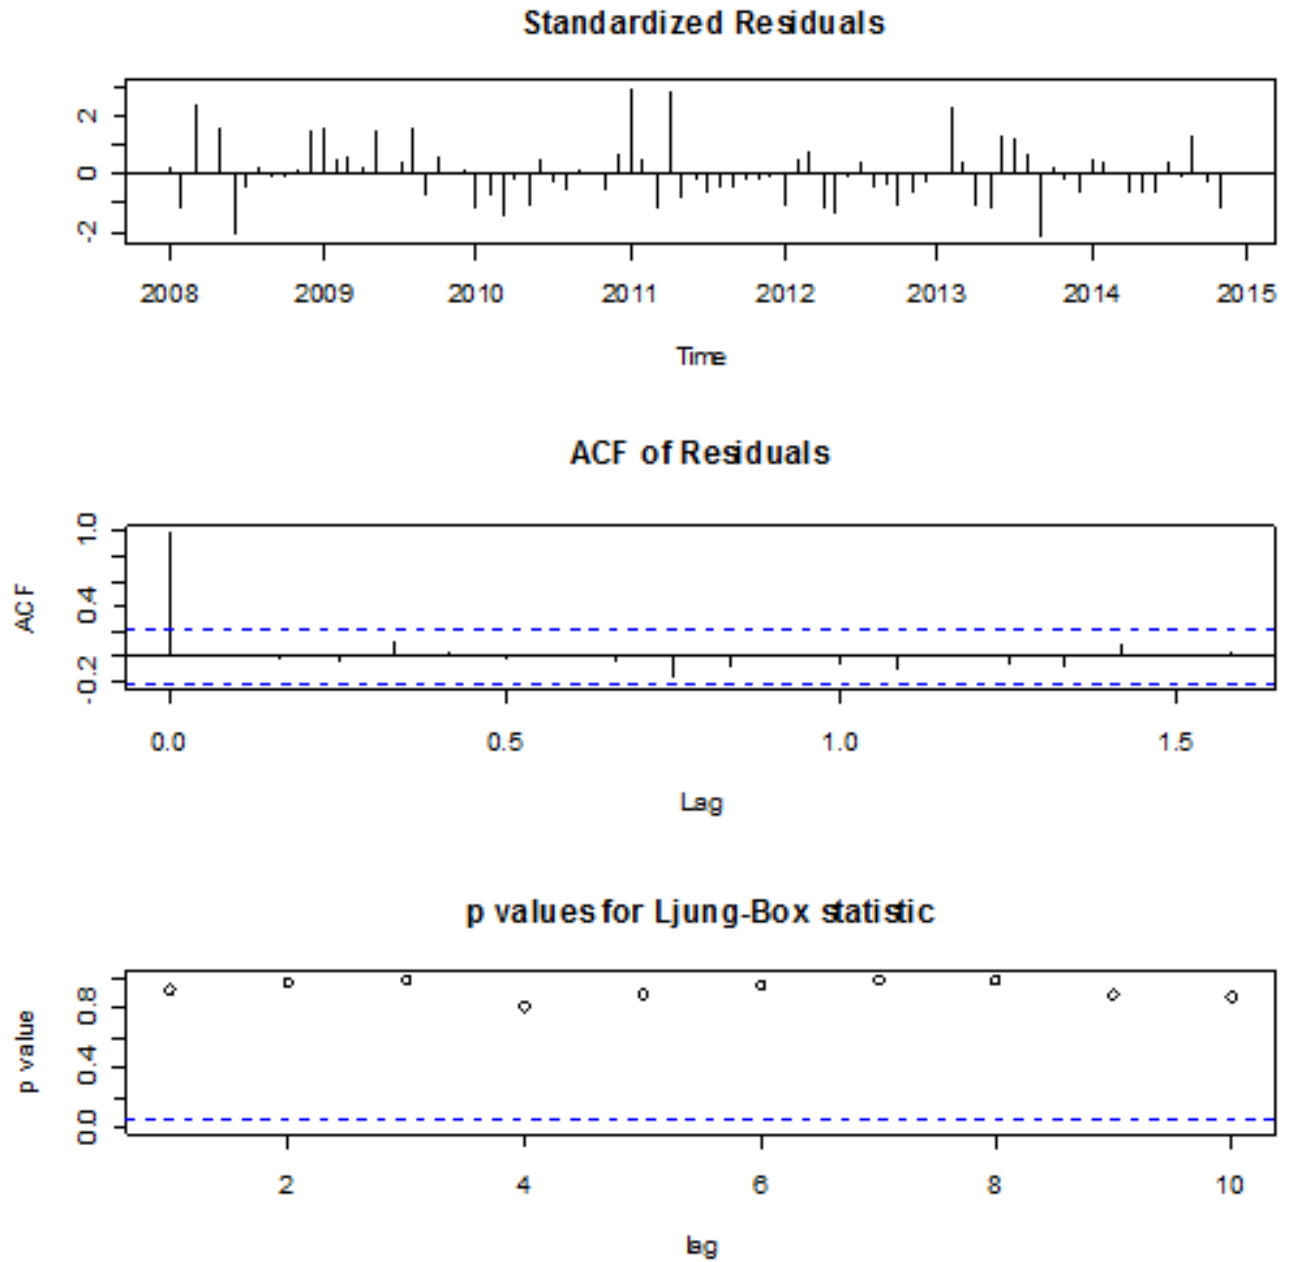 Standardized Residuals
2
0
-2
2008 2009 2010 2011 2012 2013 2014 2015
Time
ACF of Residuals
ACF
1.0
0.4
-0.2
0.0 0.5 1.0 1.5
Lag
p values for Ljung-Box statistic
p value
0.8
0.4
0.0
2 4 6 8 10
lag